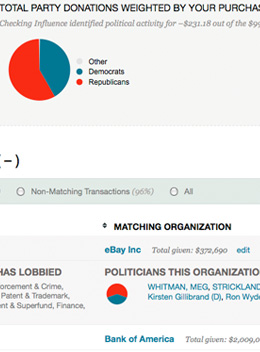 TOTAL PARTY DONATIONS WEIGHTED BY YOUR PURCHAS
Checking Influence identified political activity for ~$231.18 out of the $99
Other
Democrats
Republicans
(-)
Non-Matching Transactions (96%) All
MATCHING ORGANIZATION
eBay Inc Total given: $372,690 edit
HAS LOBBIED POLITICIANS THIS ORGANIZATIO
forcement & Crime, WHITMAN, MEG, STRICKLAND
Patent & Trademark, Kirsten Gillibrand (D), Ron Wyde
t & Superfund, Finance,
Bank of America Total given: $2,009,0